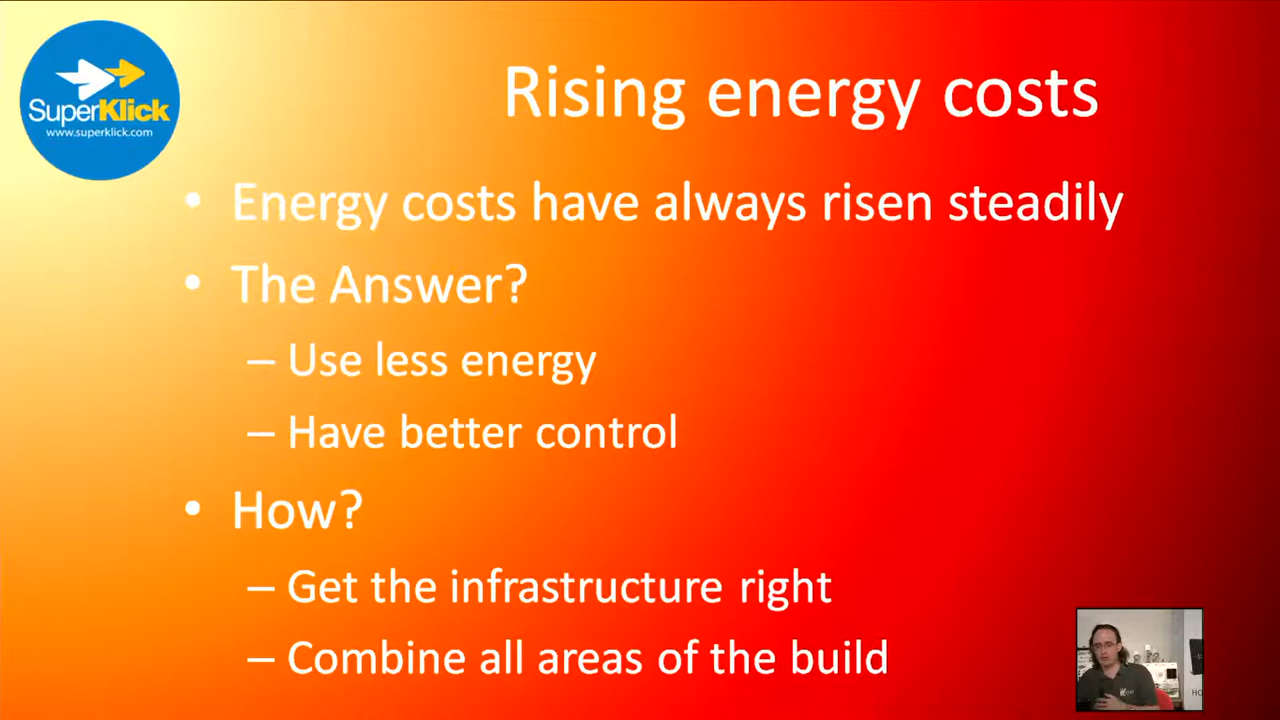 SuperKlick
www.superklick.com
Rising energy costs
• Energy costs have always risen steadily
• The Answer?
– Use less energy
– Have better control
• How?
– Get the infrastructure right
– Combine all areas of the build
HO